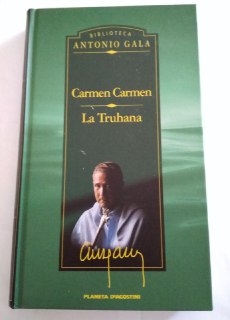 BIBLIOTECA
ANTONIO GALA
Carmen Carmen
La Truhana
PLANETA DEAGOSTINI